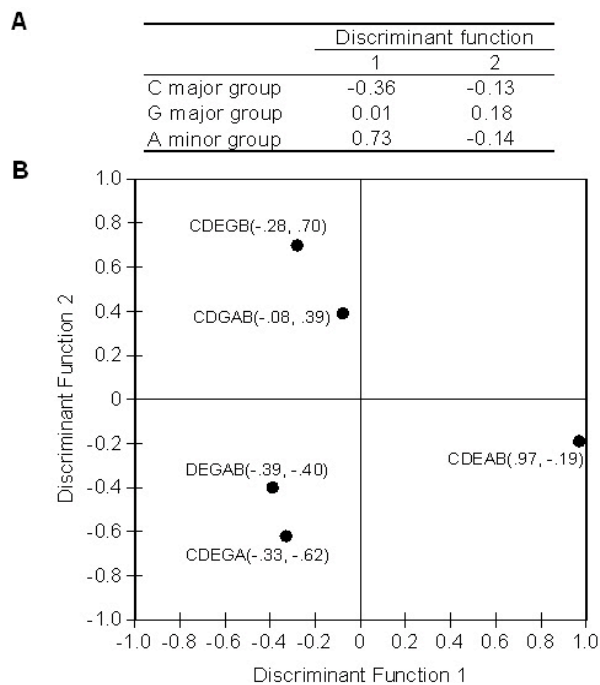 A
Discriminant function
1 2
C major group -0.36 -0.13
G major group 0.01 0.18
A minor group 0.73 -0.14
B
1.0
0.8
0.6
0.4
0.2
0
-0.2
-0.4
-0.6
-0.8
-1.0
Discriminant Function 2
CDEGB(-.28, .70)
CDGAB(-.08, .39)
CDEAB(.97, -.19)
DEGAB(-.39, -.40)
CDEGA(-.33, -.62)
-1.0 -0.8 -0.6 -0.4 -0.2 0 0.2 0.4 0.6 0.8 1.0
Discriminant Function 1